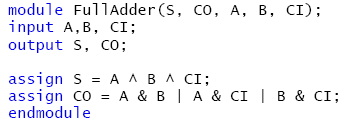 module FullAdder(S, CO, A, B, CI);
input A,B, CI;
output S, CO;
assign S = A ^ B ^ CI;
assign CO = A & B | A & CI | B & CI;
endmodule